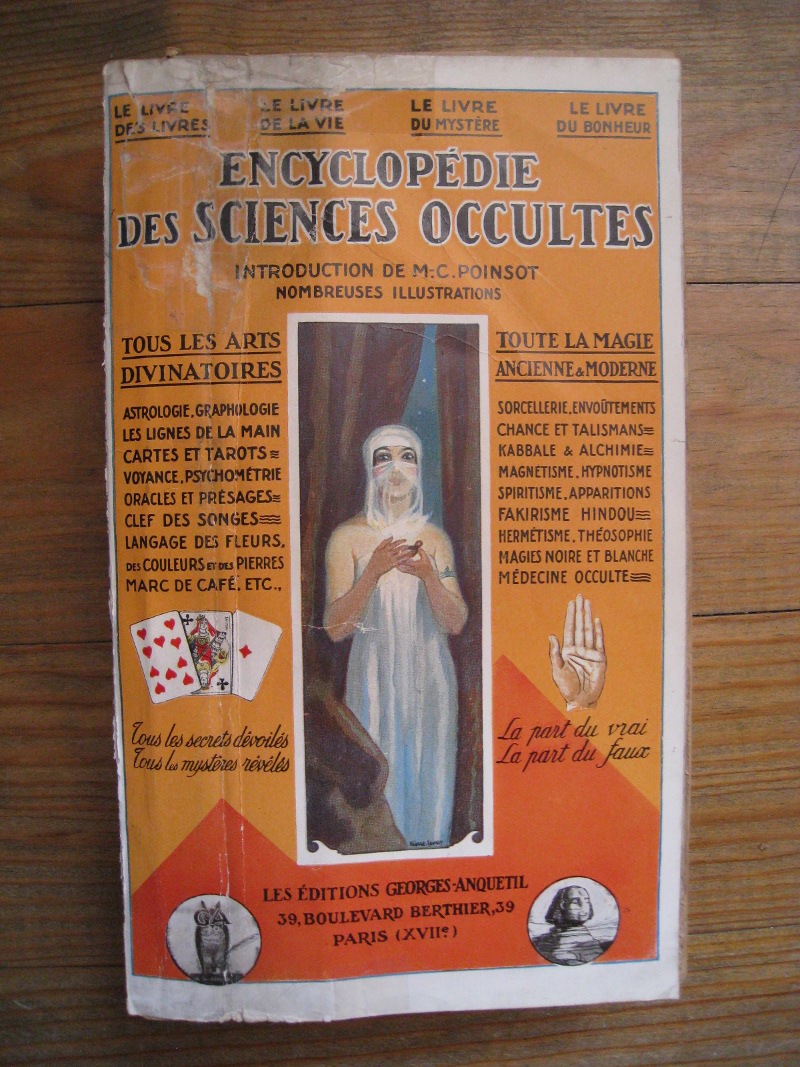 LE LIVRE
DES LIVRES
LE LIVRE
DE LA VIE
LE LIVRE
DU MYSTÈRE
LE LIVRE
DU BONHEUR
ENCYCLOPÉDIE
DES SCIENCES OCCULTES
INTRODUCTION DE M.-C. POINSOT
NOMBREUSES ILLUSTRATIONS
TOUS LES ARTS
DIVINATOIRES
ASTROLOGIE, GRAPHOLOGIE
LES LIGNES DE LA MAIN
CARTES ET TAROTS
VOYANCE, PSYCHOMÉTRIE
ORACLES ET PRÉSAGES
CLEF DES SONGES
LANGAGE DES FLEURS,
DES COULEURS ET DES PIERRES
MARC DE CAFÉ, ETC.,
Tous les secrets dévoilés
Tous les mystères révélés
TOUTE LA MAGIE
ANCIENNE & MODERNE
SORCELLERIE, ENVOÛTEMENTS
CHANCE ET TALISMANS
KABBALE & ALCHIMIE
MAGNETISME, HYPNOTISME
SPIRITISME, APPARITIONS
FAKIRISME HINDOU
HERMÉTISME, THÉOSOPHIE
MAGIES NOIRE ET BLANCHE
MÉDECINE OCCULTE
La part du vrai
La part du faux
LES ÉDITIONS GEORGES-ANQUETIL
39, BOULEVARD BERTHIER, 39
PARIS (XVIIe)
GA